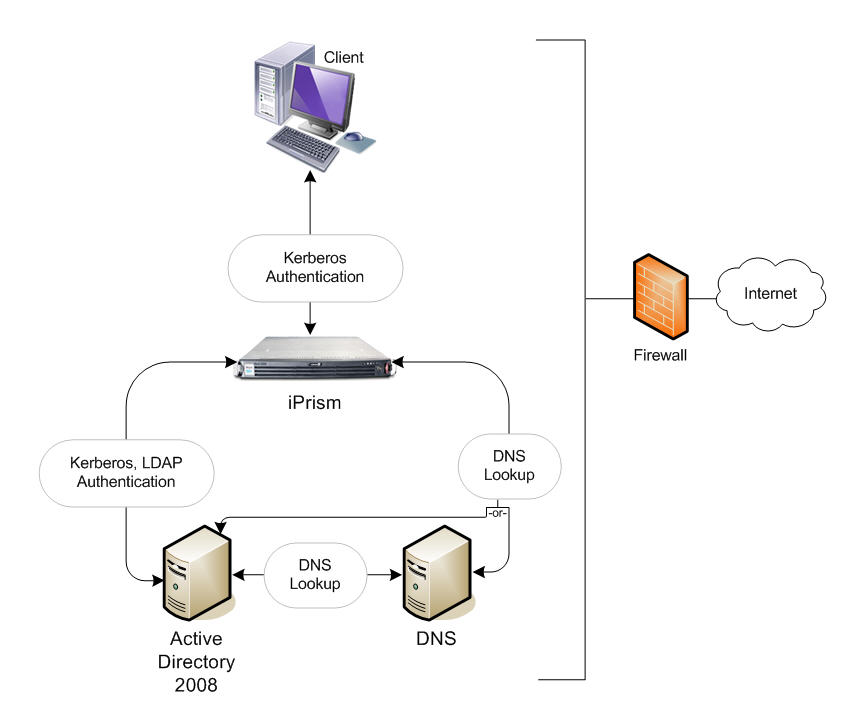 Client
Kerberos
Authentication
Internet
Firewall
iPrism
Kerberos, LDAP
Authentication
DNS
Lookup
-or-
DNS
Lookup
Active
Directory
2008
DNS